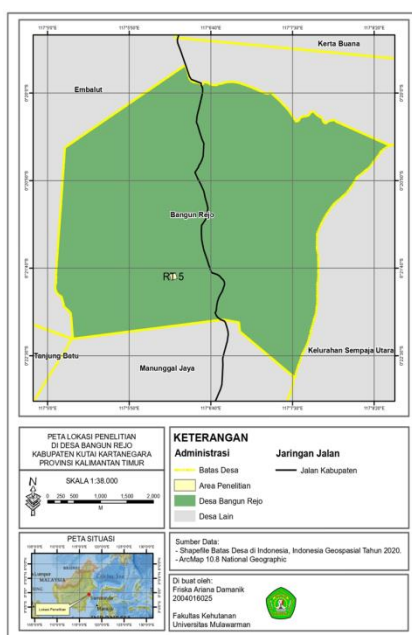 Kerta Buana
Embalut
Bangun Rejo
RT 5
Kelurahan Sempaja Utara
Tanjung Batu
Manunggal Jaya
PETA LOKASI PENELITIAN
DI DESA BANGUN REJO
KABUPATEN KUTAI KARTANEGARA
PROVINSI KALIMANTAN TIMUR
N
SKALA 1:38.000
0 250 500 1.000 1.500 2.000
M
KETERANGAN
Administrasi
Batas Desa
Area Penelitian
Desa Bangun Rejo
Desa Lain
Jaringan Jalan
Jalan Kabupaten
PETA SITUASI
MALAYSIA
Lokasi Penelitian
Sumber Data:
- Shapefile Batas Desa di Indonesia, Indonesia Geospasial Tahun 2020.
- ArcMap 10.8 National Geographic
Di buat oleh:
Friska Ariana Damanik
2004016025
Fakultas Kehutanan
Universitas Mulawarman